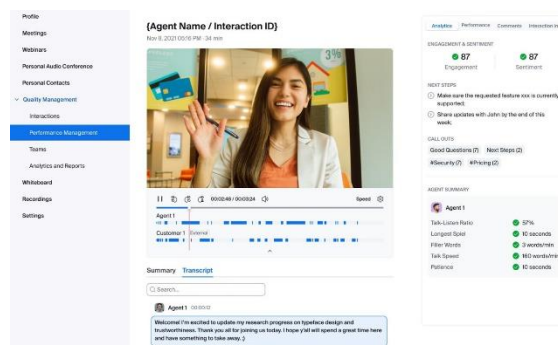 Profile
Meetings
Webinars
Personal Audio Conference
Personal Contacts
Quality Management
Interactions
Performance Management
Teams
Analytics and Reports
Whiteboard
Recordings
Settings
{Agent Name / Interaction ID}
Nov 9, 2021 05:16 PM · 34 min
3%
00:02:48 / 00:03:24
Speed
Agent 1
Customer 1 External
Summary Transcript
Search...
Agent 1 00:00:12
Welcome! I'm excited to update my research progress on typeface design and
trustworthiness. Thank you all for joining us today. I hope y'all will spend a great time here
and have something to take away. :)
Analytics Performance Comments Interaction In
ENGAGEMENT & SENTIMENT
87 87
Engagement Sentiment
NEXT STEPS
Make sure the requested feature xxx is currently
supported;
Share updates with John by the end of this
week;
CALL OUTS
Good Questions (7) Next Steps (2)
#Security (7) #Pricing (2)
AGENT SUMMARY
Agent 1
Talk-Listen Ratio 57%
Longest Spiel 10 seconds
Filler Words 3 words/min
Talk Speed 160 words/min
Patience 10 seconds